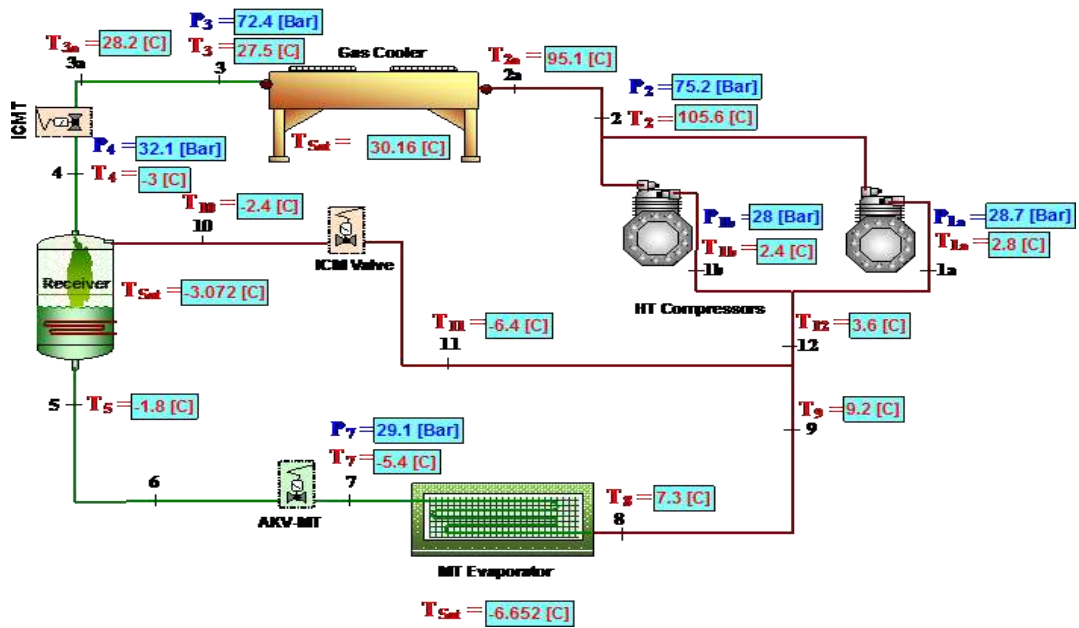 P3 = 72.4 [Bar]
T3a = 28.2 [C]
T3 = 27.5 [C]
3a
3
Gas Cooler
T2a = 95.1 [C]
2a
P2 = 75.2 [Bar]
2
T2 = 105.6 [C]
ICMT
P4 = 32.1 [Bar]
TSat = 30.16 [C]
4
T4 = -3 [C]
T10 = -2.4 [C]
10
P1b = 28 [Bar]
P1a = 28.7 [Bar]
T1b = 2.4 [C]
T1a = 2.8 [C]
ICM Valve
1b
1a
Receiver
TSat = -3.072 [C]
HT Compressors
T11 = -6.4 [C]
11
T12 = 3.6 [C]
12
5
T5 = -1.8 [C]
T9 = 9.2 [C]
9
P7 = 29.1 [Bar]
T7 = -5.4 [C]
6
7
AKV-MT
T8 = 7.3 [C]
8
MT Evaporator
TSat = -6.652 [C]